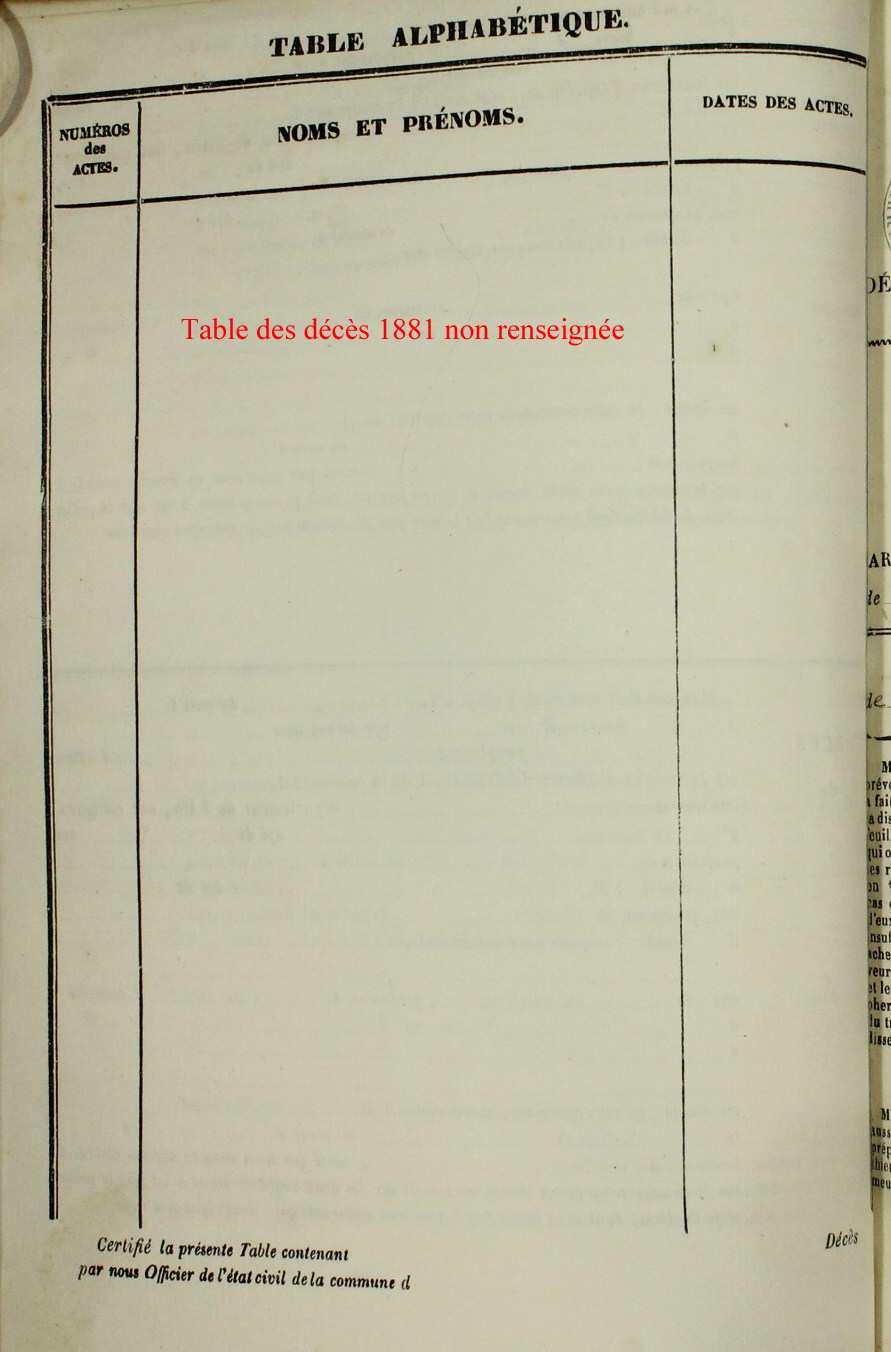 TABLE ALPHABÉTIQUE.
NUMÉROS
des
ACTES.
NOMS ET PRÉNOMS.
DATES DES ACTES.
Table des décès 1881 non renseignée
Certifié la présente Table contenant
par nous Officier de l'état civil de la commune d
Décès